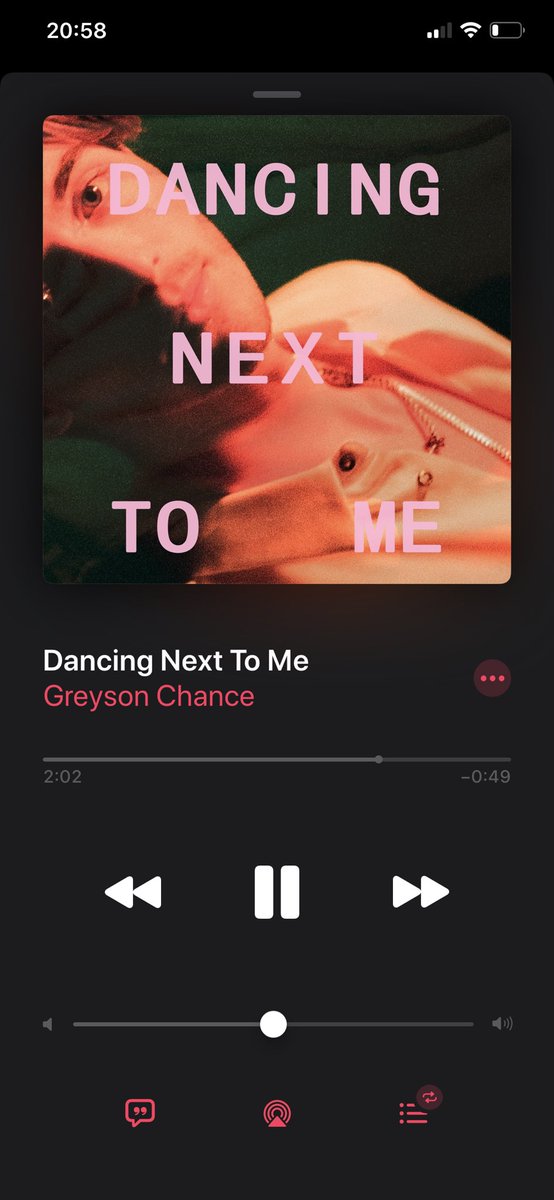 20:58
DANCING
NEXT
TO ME
Dancing Next To Me
Greyson Chance
2:02 −0:49